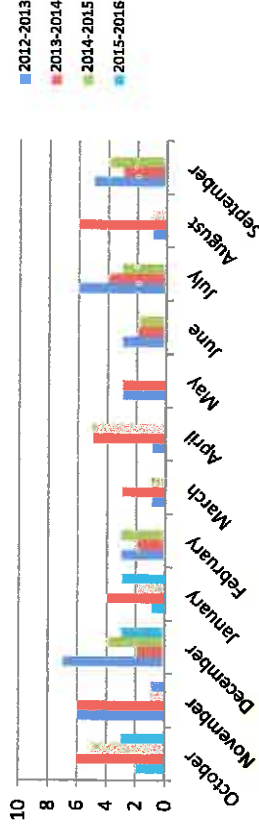 2012-2013
2013-2014
2014-2015
2015-2016
10
8
6
4
2
0
October
November
December
January
February
March
April
May
June
July
August
September